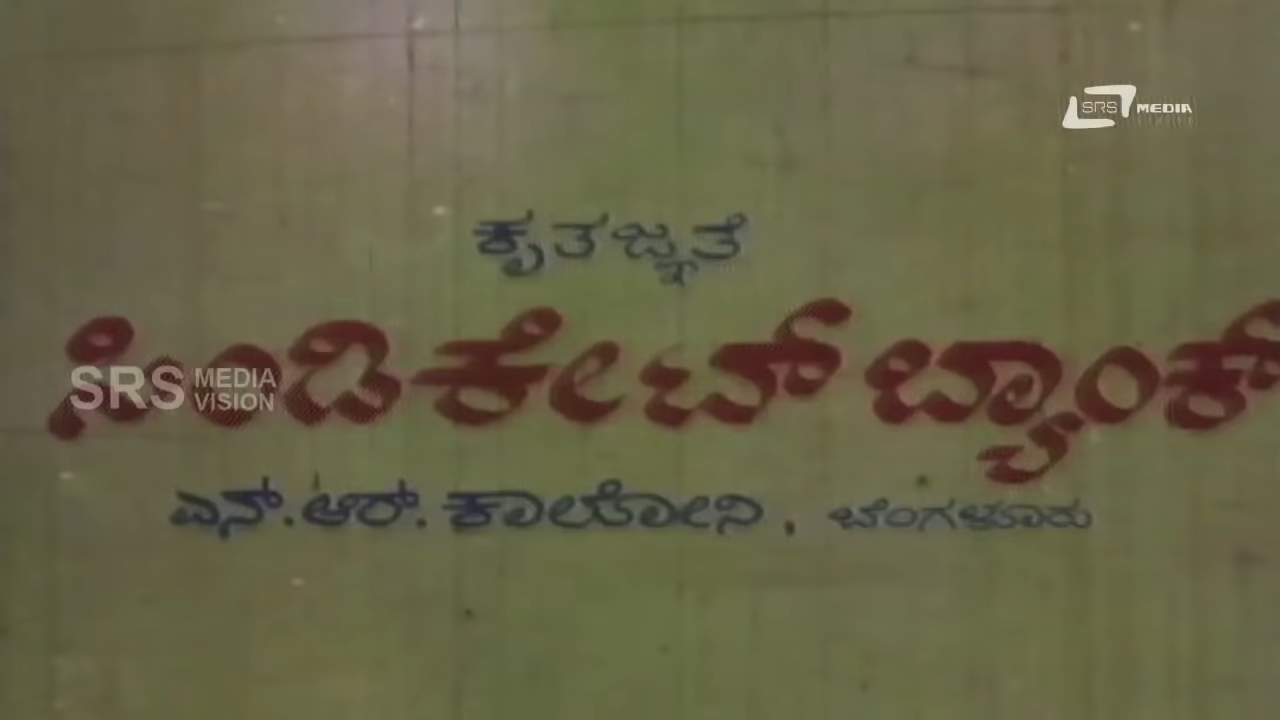 SRS MEDIA
ಕೃತಜ್ಞತೆ
ಸಿಂಡಿಕೇಟ್ ಬ್ಯಾಂಕ್
SRS MEDIA VISION
ಎನ್. ಆರ್. ಕಾಲೋನಿ, ಬೆಂಗಳೂರು